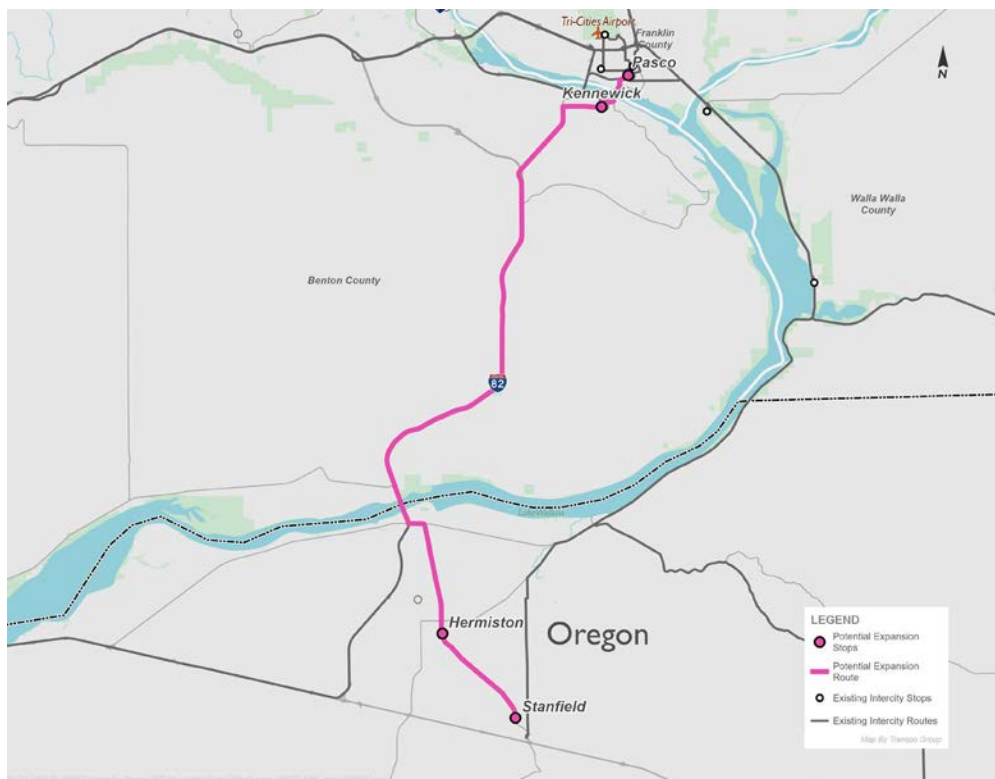 Tri-Cities Airport
Franklin
County
Pasco
N
Kennewick
Walla Walla
County
Benton County
82
Hermiston
Oregon
Stanfield
LEGEND
Potential Expansion
Stops
Potential Expansion
Route
Existing Intercity Stops
Existing Intercity Routes
Map By Transpo Group